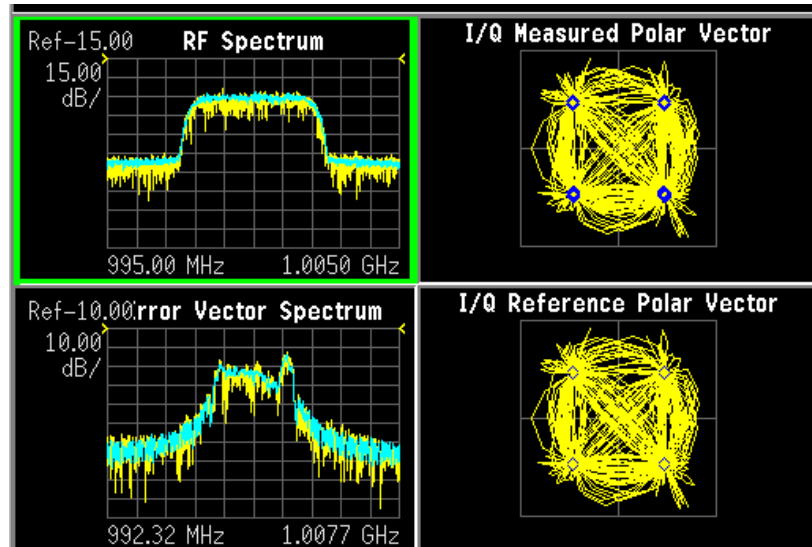 Ref-15.00 RF Spectrum
15.00
dB/
995.00 MHz 1.0050 GHz
I/Q Measured Polar Vector
Ref-10.00 rror Vector Spectrum
10.00
dB/
992.32 MHz 1.0077 GHz
I/Q Reference Polar Vector